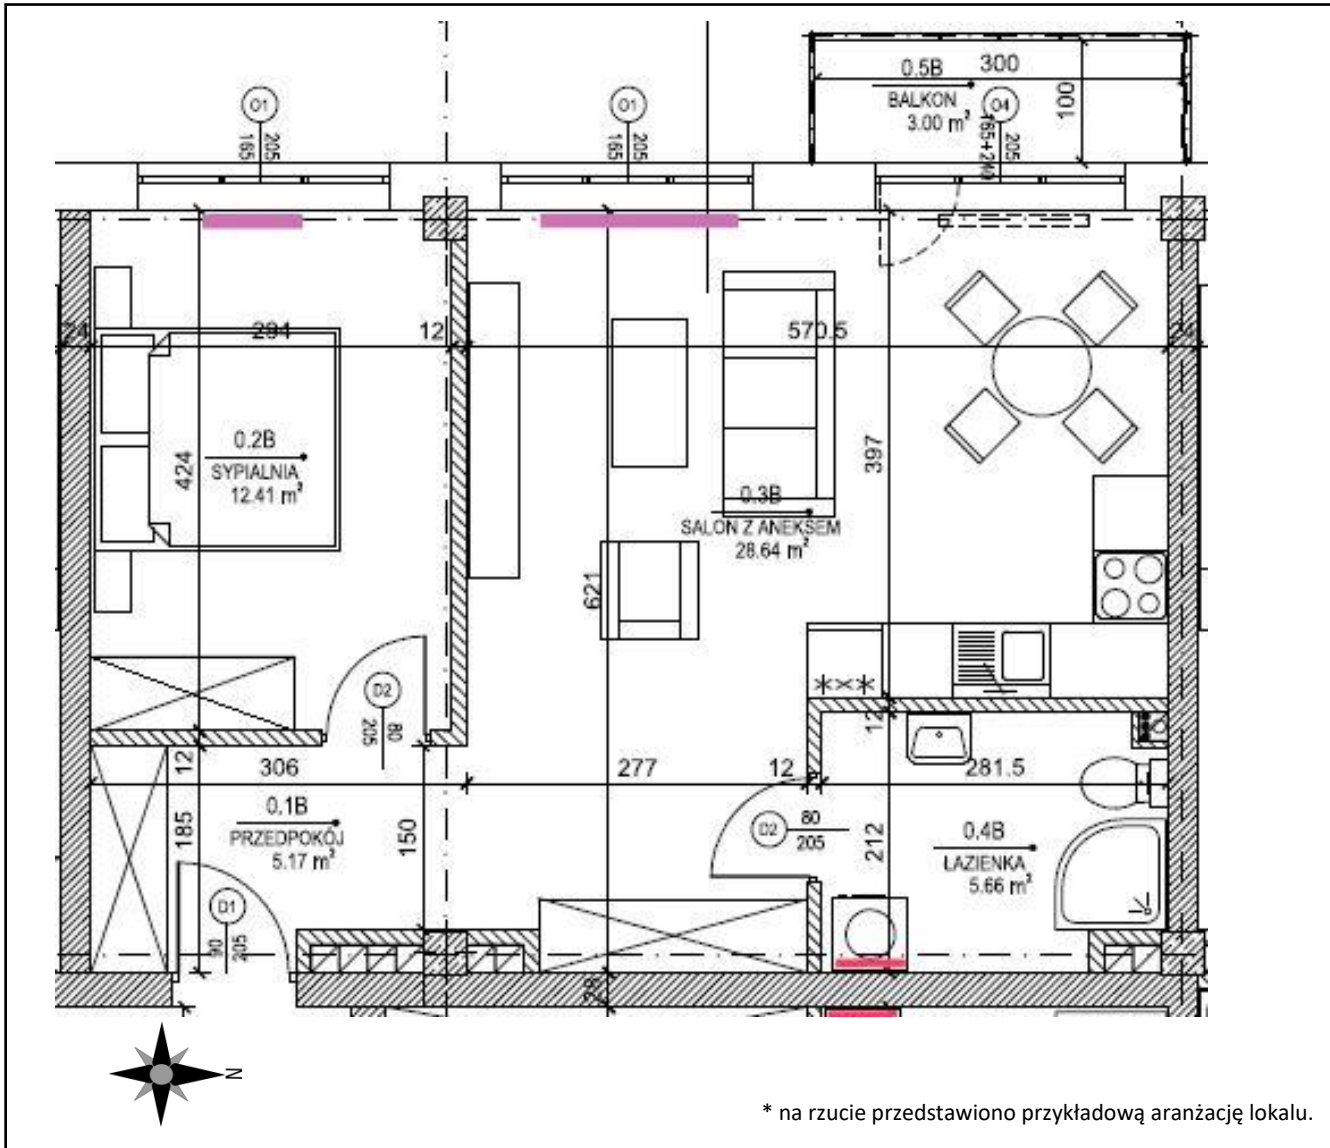 0.5B
300
BALKON
3.00 m²
100
O1
165
205
O1
165
205
O4
165+240
205
24
294
12
570.5
24
0.2B
SYPIALNIA
12.41 m²
424
397
0.3B
SALON Z ANEKSEM
28.64 m²
621
D2
80
205
12
12
306
277
12
281.5
0.1B
PRZEDPOKÓJ
5.17 m²
185
150
D2
80
205
212
0.4B
ŁAZIENKA
5.66 m²
D1
90
205
28
N
* na rzucie przedstawiono przykładową aranżację lokalu.